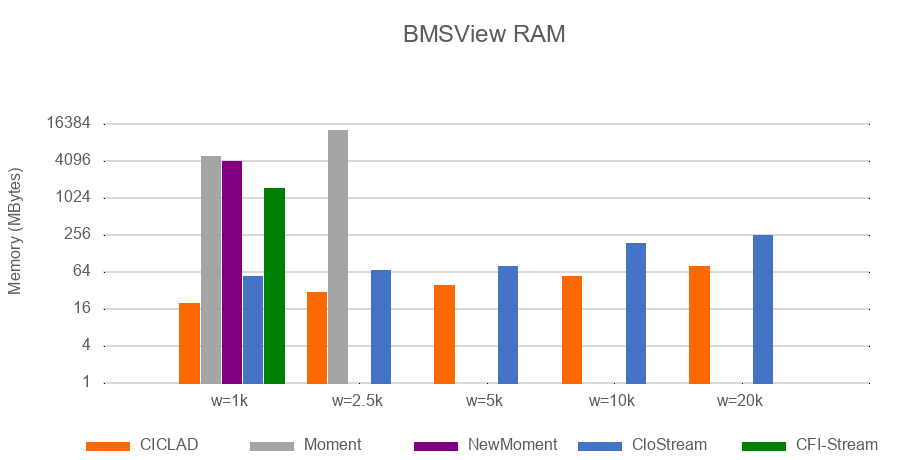 BMSView RAM
Memory (MBytes)
16384
4096
1024
256
64
16
4
1
w=1k w=2.5k w=5k w=10k w=20k
CICLAD Moment NewMoment CloStream CFI-Stream